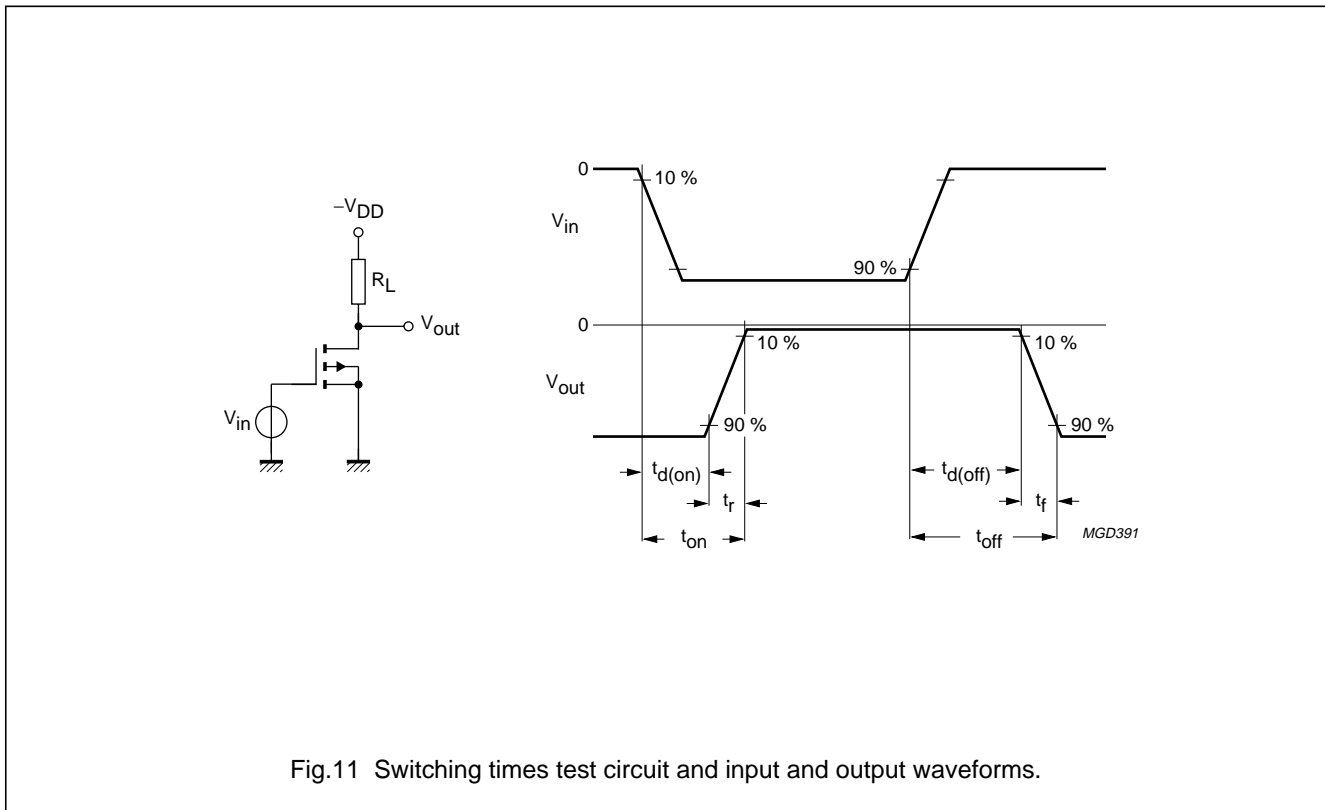 –VDD
RL
Vout
Vin
0
10 %
Vin
90 %
0
10 %
10 %
Vout
90 %
90 %
td(on)
td(off)
tr
tf
ton
toff
MGD391
Fig.11 Switching times test circuit and input and output waveforms.